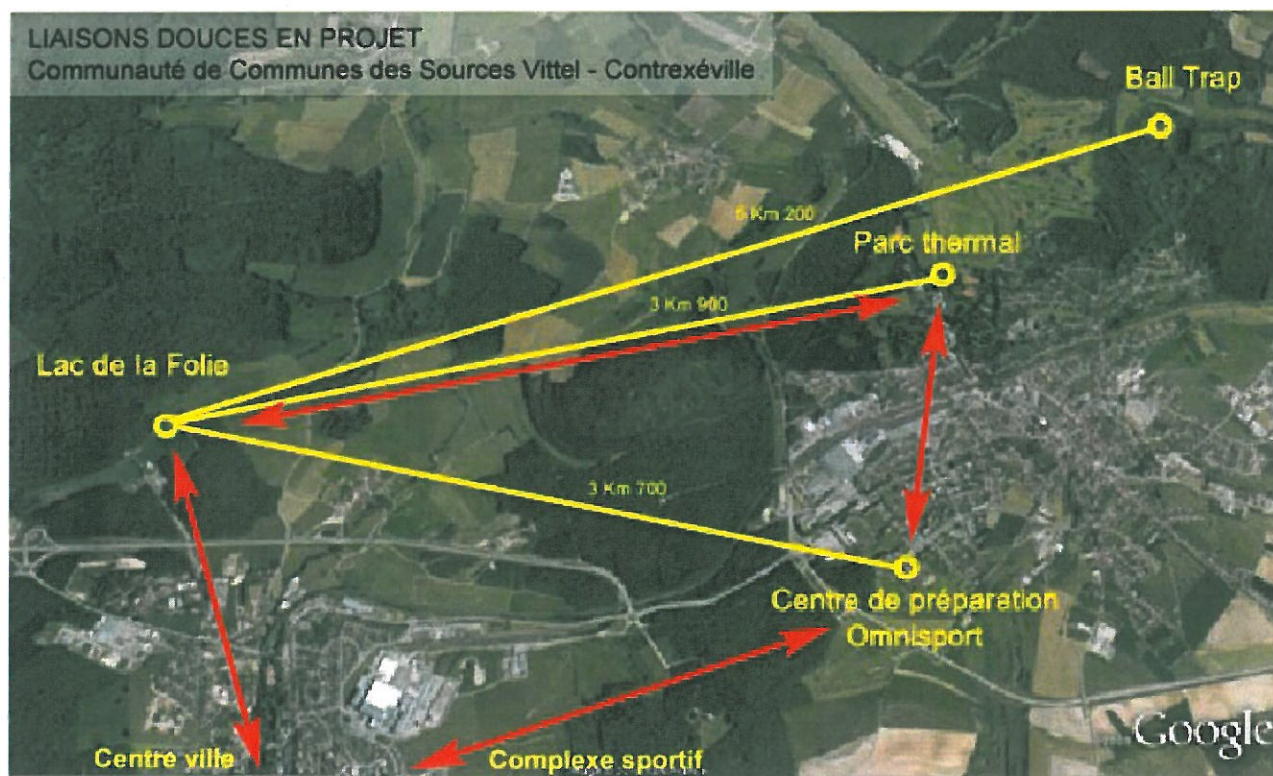 LIAISONS DOUCES EN PROJET
Communauté de Communes des Sources Vittel - Contrexéville
Ball Trap
5 Km 200
Parc thermal
3 Km 900
Lac de la Folie
3 Km 700
Centre de préparation
Omnisport
Centre ville
Complexe sportif
Google